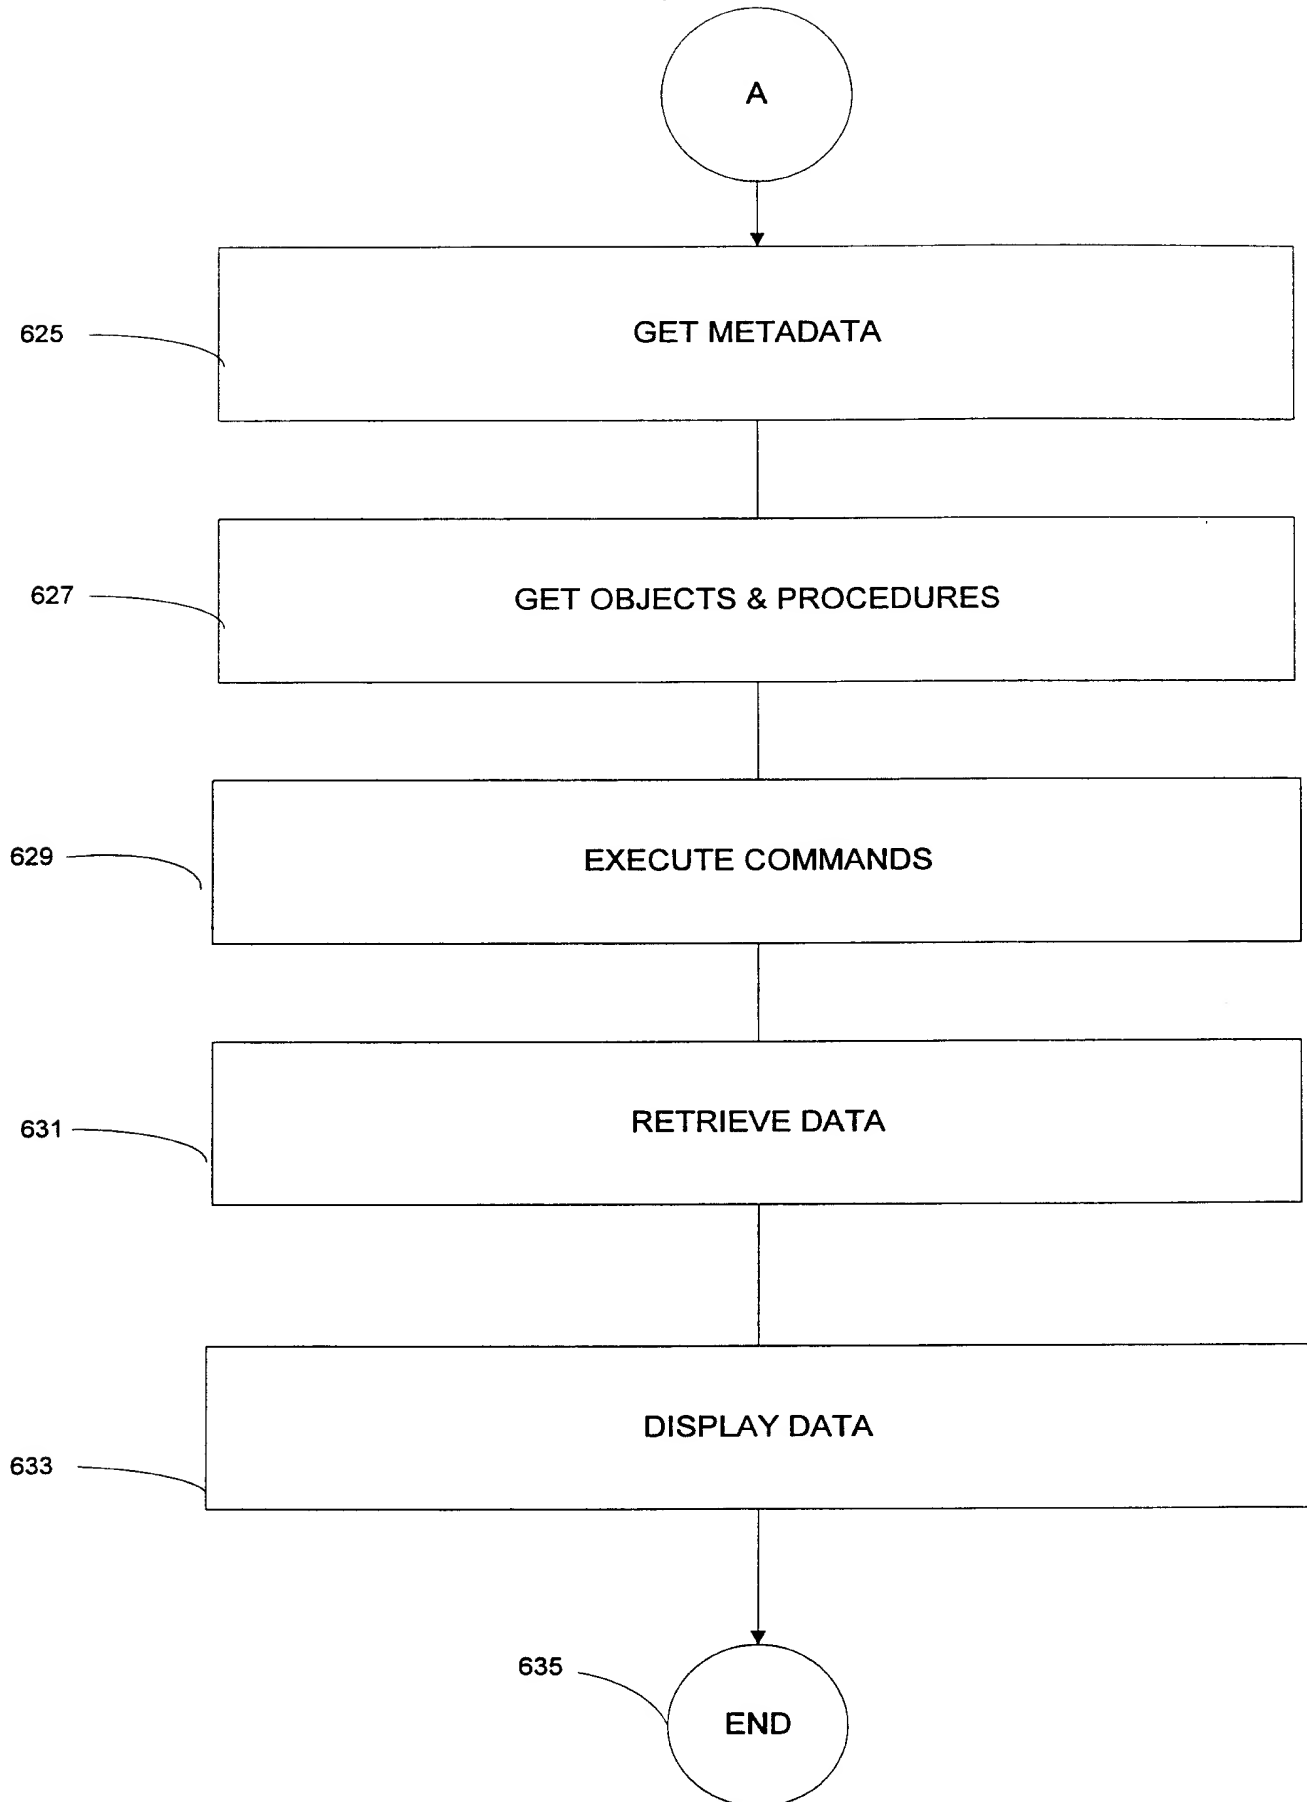 A
625
GET METADATA
627
GET OBJECTS & PROCEDURES
629
EXECUTE COMMANDS
631
RETRIEVE DATA
633
DISPLAY DATA
635
END